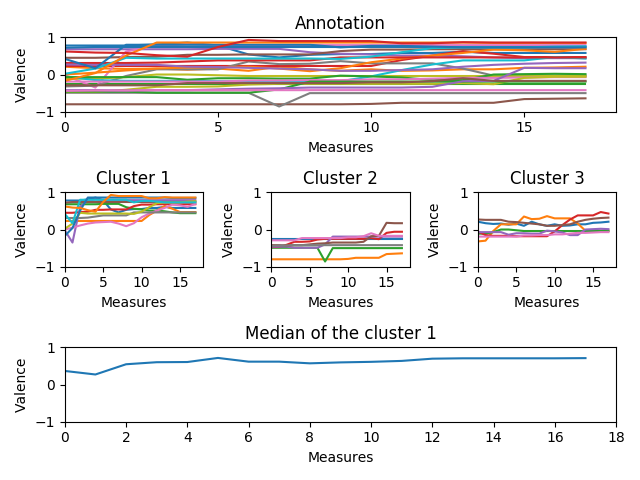 Annotation
1
0
−1
Valence
0 5 10 15
Measures
Cluster 1
1
0
−1
Valence
0 5 10 15
Measures
Cluster 2
1
0
−1
Valence
0 5 10 15
Measures
Cluster 3
1
0
−1
Valence
0 5 10 15
Measures
Median of the cluster 1
1
0
−1
Valence
0 2 4 6 8 10 12 14 16 18
Measures